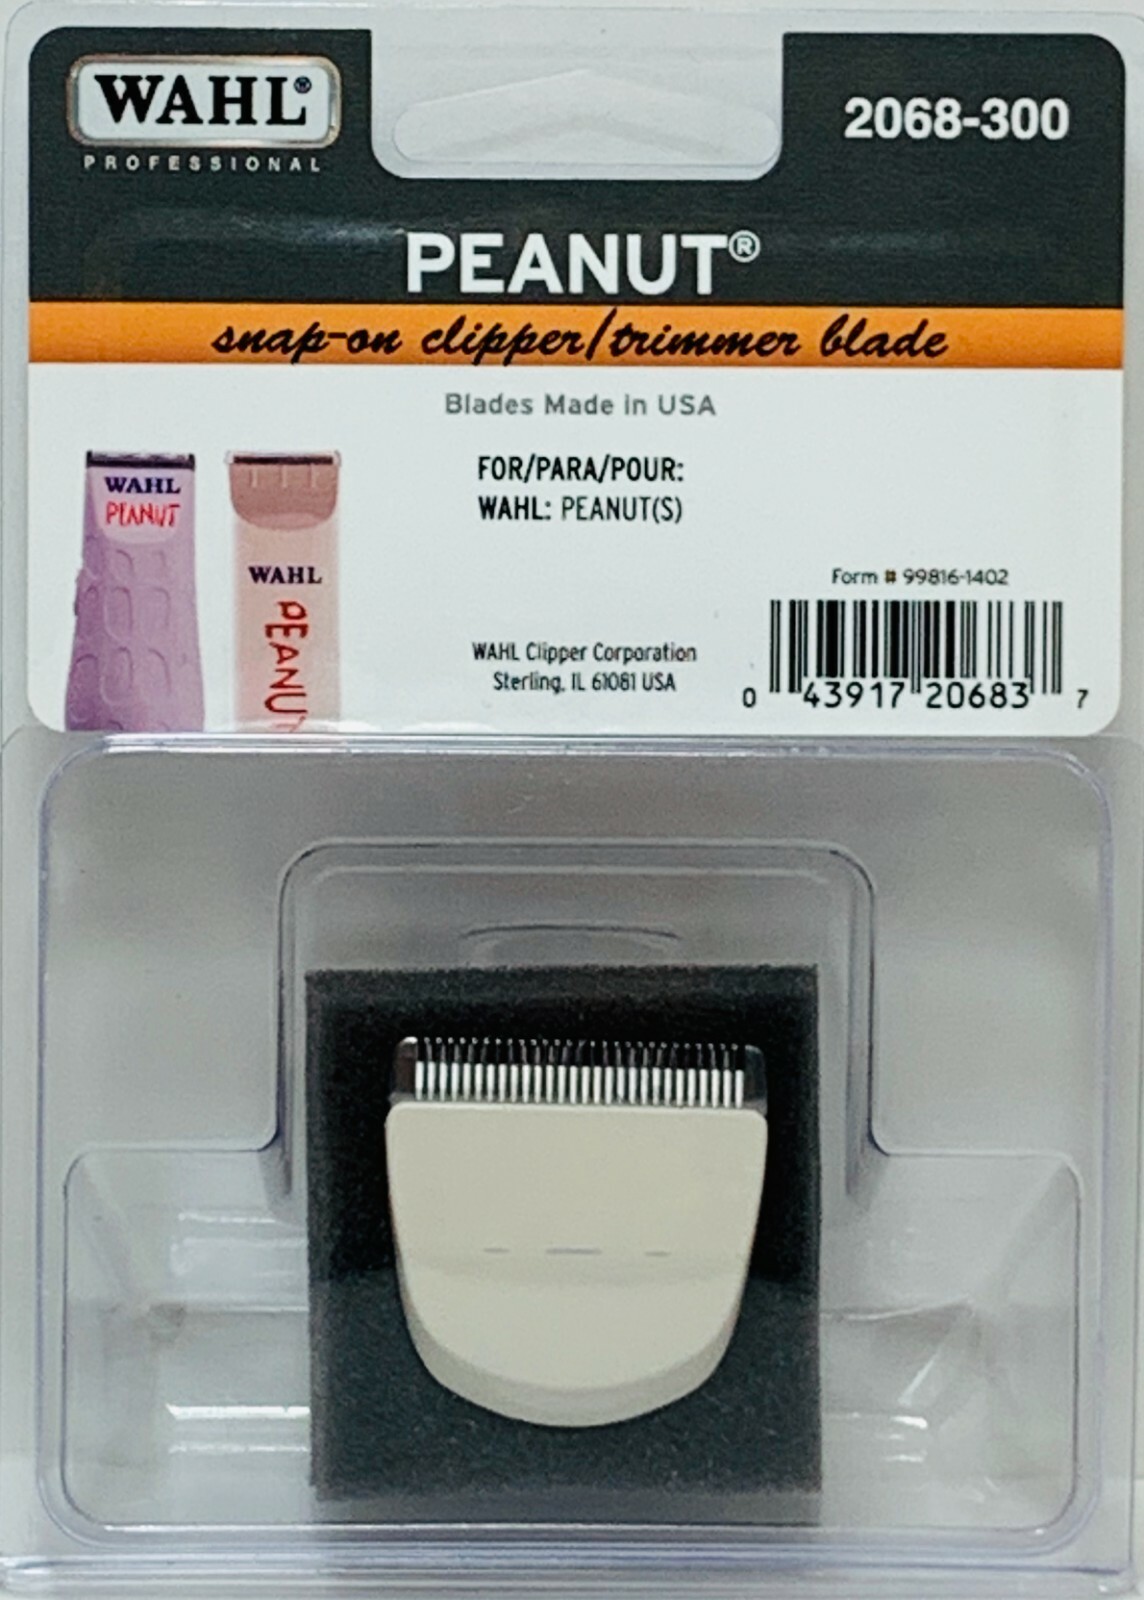 WAHL®
PROFESSIONAL
2068-300
PEANUT®
snap-on clipper/trimmer blade
Blades Made in USA
WAHL
PEANUT
WAHL
PEANUT
FOR/PARA/POUR:
WAHL: PEANUT(S)
Form # 99816-1402
WAHL Clipper Corporation
Sterling, IL 61081 USA
0 43917 20683 7